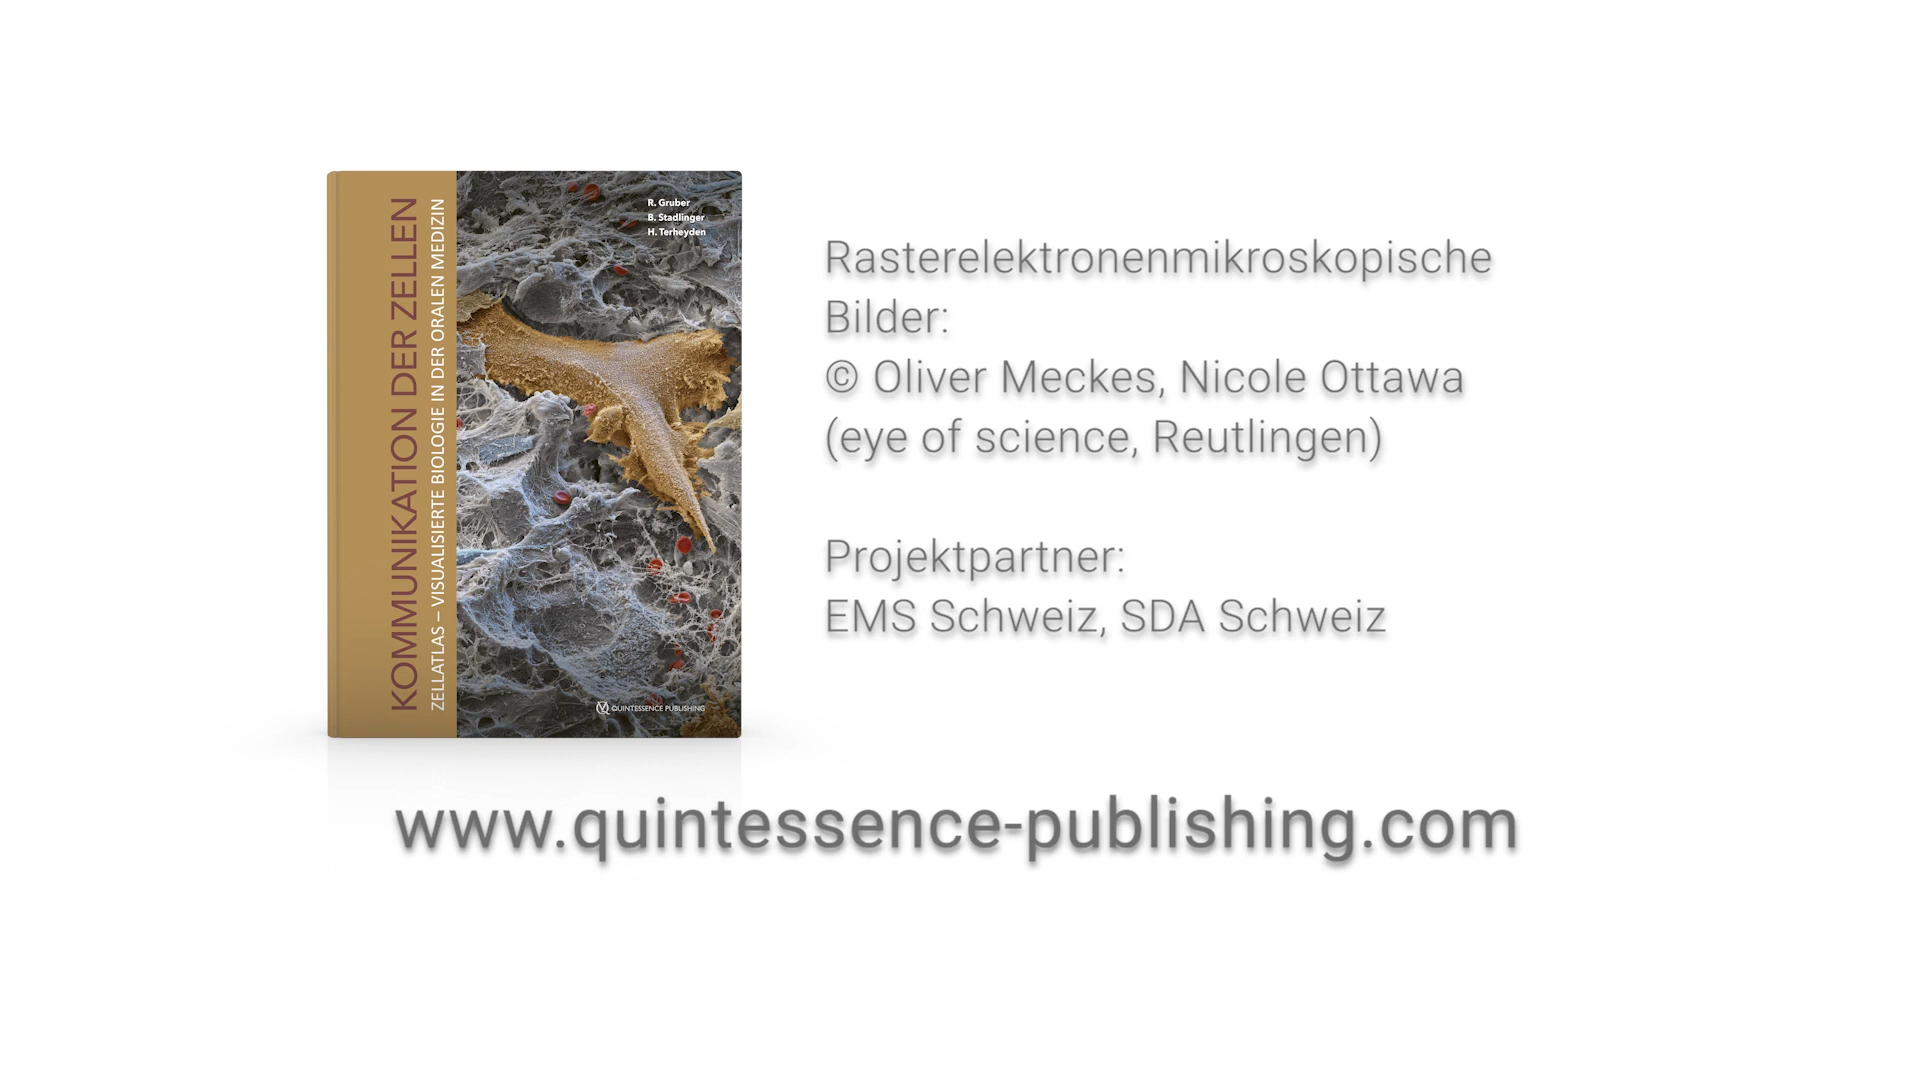 KOMMUNIKATION DER ZELLEN
ZELLATLAS – VISUALISIERTE BIOLOGIE IN DER ORALEN MEDIZIN
R. Gruber
B. Stadlinger
H. Terheyden
QUINTESSENCE PUBLISHING
Rasterelektronenmikroskopische
Bilder:
© Oliver Meckes, Nicole Ottawa
(eye of science, Reutlingen)
Projektpartner:
EMS Schweiz, SDA Schweiz
www.quintessence-publishing.com